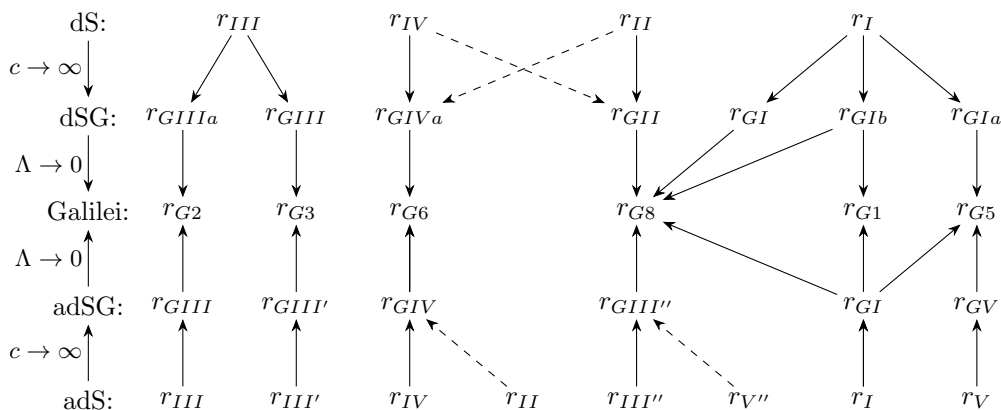 dS: r_{III} r_{IV} r_{II} r_{I}
c → ∞
dSG: r_{GIIIa} r_{GIII} r_{GIVa} r_{GII} r_{GI} r_{GIb} r_{GIa}
Λ → 0
Galilei: r_{G2} r_{G3} r_{G6} r_{G8} r_{G1} r_{G5}
Λ → 0
adSG: r_{GIII} r_{GIII'} r_{GIV} r_{GIII''} r_{GI} r_{GV}
c → ∞
adS: r_{III} r_{III'} r_{IV} r_{II} r_{III''} r_{V''} r_{I} r_{V}